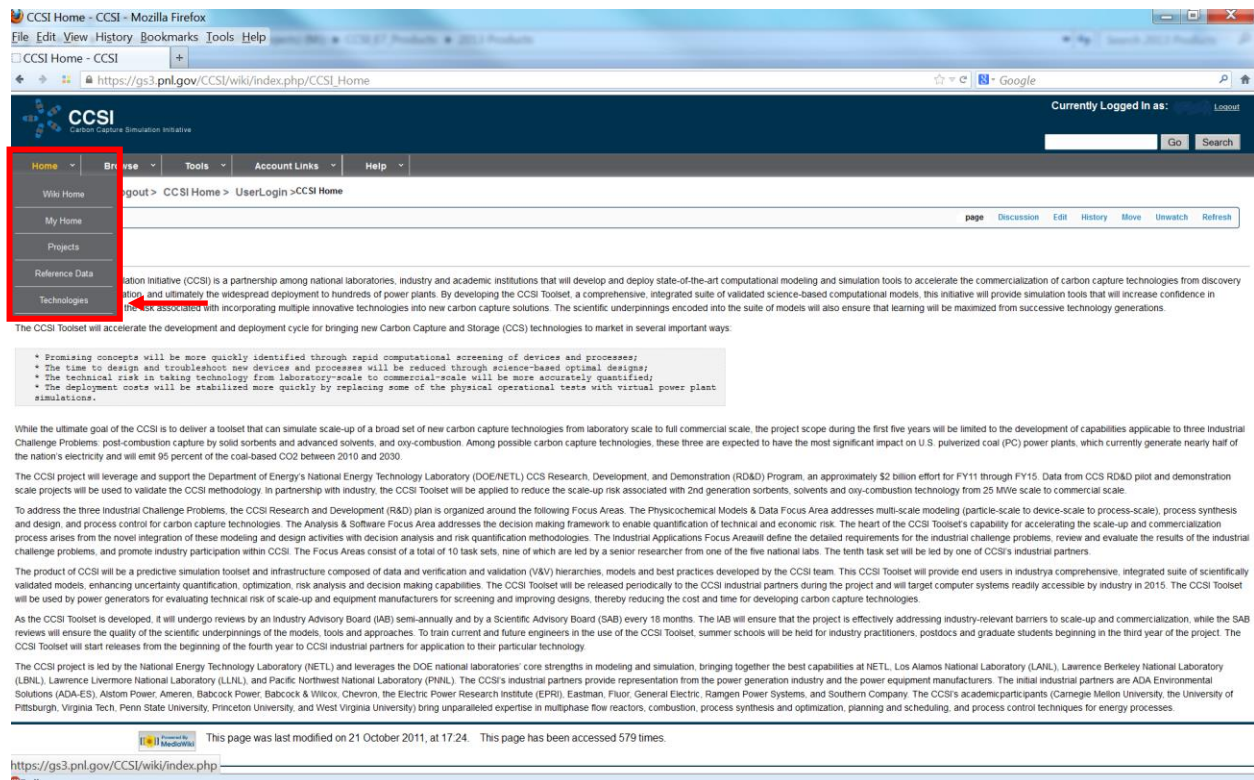 CCSI Home - CCSI - Mozilla Firefox
File Edit View History Bookmarks Tools Help
CCSI Home - CCSI +
https://gs3.pnl.gov/CCSI/wiki/index.php/CCSI_Home
Google
CCSI
Carbon Capture Simulation Initiative
Currently Logged In as: Logout
Go Search
Home Browse Tools Account Links Help
Wiki Home
My Home
Projects
Reference Data
Technologies
ogout > CCSI Home > UserLogin >CCSI Home
page Discussion Edit History Move Unwatch Refresh
lation Initiative (CCSI) is a partnership among national laboratories, industry and academic institutions that will develop and deploy state-of-the-art computational modeling and simulation tools to accelerate the commercialization of carbon capture technologies from discovery
ation, and ultimately the widespread deployment to hundreds of power plants. By developing the CCSI Toolset, a comprehensive, integrated suite of validated science-based computational models, this initiative will provide simulation tools that will increase confidence in
the risk associated with incorporating multiple innovative technologies into new carbon capture solutions. The scientific underpinnings encoded into the suite of models will also ensure that learning will be maximized from successive technology generations.
The CCSI Toolset will accelerate the development and deployment cycle for bringing new Carbon Capture and Storage (CCS) technologies to market in several important ways:
* Promising concepts will be more quickly identified through rapid computational screening of devices and processes;
* The time to design and troubleshoot new devices and processes will be reduced through science-based optimal designs;
* The technical risk in taking technology from laboratory-scale to commercial-scale will be more accurately quantified;
* The deployment costs will be stabilized more quickly by replacing some of the physical operational tests with virtual power plant
simulations.
While the ultimate goal of the CCSI is to deliver a toolset that can simulate scale-up of a broad set of new carbon capture technologies from laboratory scale to full commercial scale, the project scope during the first five years will be limited to the development of capabilities applicable to three Industrial
Challenge Problems: post-combustion capture by solid sorbents and advanced solvents, and oxy-combustion. Among possible carbon capture technologies, these three are expected to have the most significant impact on U.S. pulverized coal (PC) power plants, which currently generate nearly half of
the nation's electricity and will emit 95 percent of the coal-based CO2 between 2010 and 2030.
The CCSI project will leverage and support the Department of Energy's National Energy Technology Laboratory (DOE/NETL) CCS Research, Development, and Demonstration (RD&D) Program, an approximately $2 billion effort for FY11 through FY15. Data from CCS RD&D pilot and demonstration
scale projects will be used to validate the CCSI methodology. In partnership with industry, the CCSI Toolset will be applied to reduce the scale-up risk associated with 2nd generation sorbents, solvents and oxy-combustion technology from 25 MWe scale to commercial scale.
To address the three Industrial Challenge Problems, the CCSI Research and Development (R&D) plan is organized around the following Focus Areas. The Physicochemical Models & Data Focus Area addresses multi-scale modeling (particle-scale to device-scale to process-scale), process synthesis
and design, and process control for carbon capture technologies. The Analysis & Software Focus Area addresses the decision making framework to enable quantification of technical and economic risk. The heart of the CCSI Toolset's capability for accelerating the scale-up and commercialization
process arises from the novel integration of these modeling and design activities with decision analysis and risk quantification methodologies. The Industrial Applications Focus Areawill define the detailed requirements for the industrial challenge problems, review and evaluate the results of the industrial
challenge problems, and promote industry participation within CCSI. The Focus Areas consist of a total of 10 task sets, nine of which are led by a senior researcher from one of the five national labs. The tenth task set will be led by one of CCSI's industrial partners.
The product of CCSI will be a predictive simulation toolset and infrastructure composed of data and verification and validation (V&V) hierarchies, models and best practices developed by the CCSI team. This CCSI Toolset will provide end users in industrya comprehensive, integrated suite of scientifically
validated models, enhancing uncertainty quantification, optimization, risk analysis and decision making capabilities. The CCSI Toolset will be released periodically to the CCSI industrial partners during the project and will target computer systems readily accessible by industry in 2015. The CCSI Toolset
will be used by power generators for evaluating technical risk of scale-up and equipment manufacturers for screening and improving designs, thereby reducing the cost and time for developing carbon capture technologies.
As the CCSI Toolset is developed, it will undergo reviews by an Industry Advisory Board (IAB) semi-annually and by a Scientific Advisory Board (SAB) every 18 months. The IAB will ensure that the project is effectively addressing industry-relevant barriers to scale-up and commercialization, while the SAB
reviews will ensure the quality of the scientific underpinnings of the models, tools and approaches. To train current and future engineers in the use of the CCSI Toolset, summer schools will be held for industry practitioners, postdocs and graduate students beginning in the third year of the project. The
CCSI Toolset will start releases from the beginning of the fourth year to CCSI industrial partners for application to their particular technology.
The CCSI project is led by the National Energy Technology Laboratory (NETL) and leverages the DOE national laboratories' core strengths in modeling and simulation, bringing together the best capabilities at NETL, Los Alamos National Laboratory (LANL), Lawrence Berkeley National Laboratory
(LBNL), Lawrence Livermore National Laboratory (LLNL), and Pacific Northwest National Laboratory (PNNL). The CCSI's industrial partners provide representation from the power generation industry and the power equipment manufacturers. The initial industrial partners are ADA Environmental
Solutions (ADA-ES), Alstom Power, Ameren, Babcock Power, Babcock & Wilcox, Chevron, the Electric Power Research Institute (EPRI), Eastman, Fluor, General Electric, Ramgen Power Systems, and Southern Company. The CCSI's academicparticipants (Carnegie Mellon University, the University of
Pittsburgh, Virginia Tech, Penn State University, Princeton University, and West Virginia University) bring unparalleled expertise in multiphase flow reactors, combustion, process synthesis and optimization, planning and scheduling, and process control techniques for energy processes.
Powered By
MediaWiki
This page was last modified on 21 October 2011, at 17:24. This page has been accessed 579 times.
https://gs3.pnl.gov/CCSI/wiki/index.php